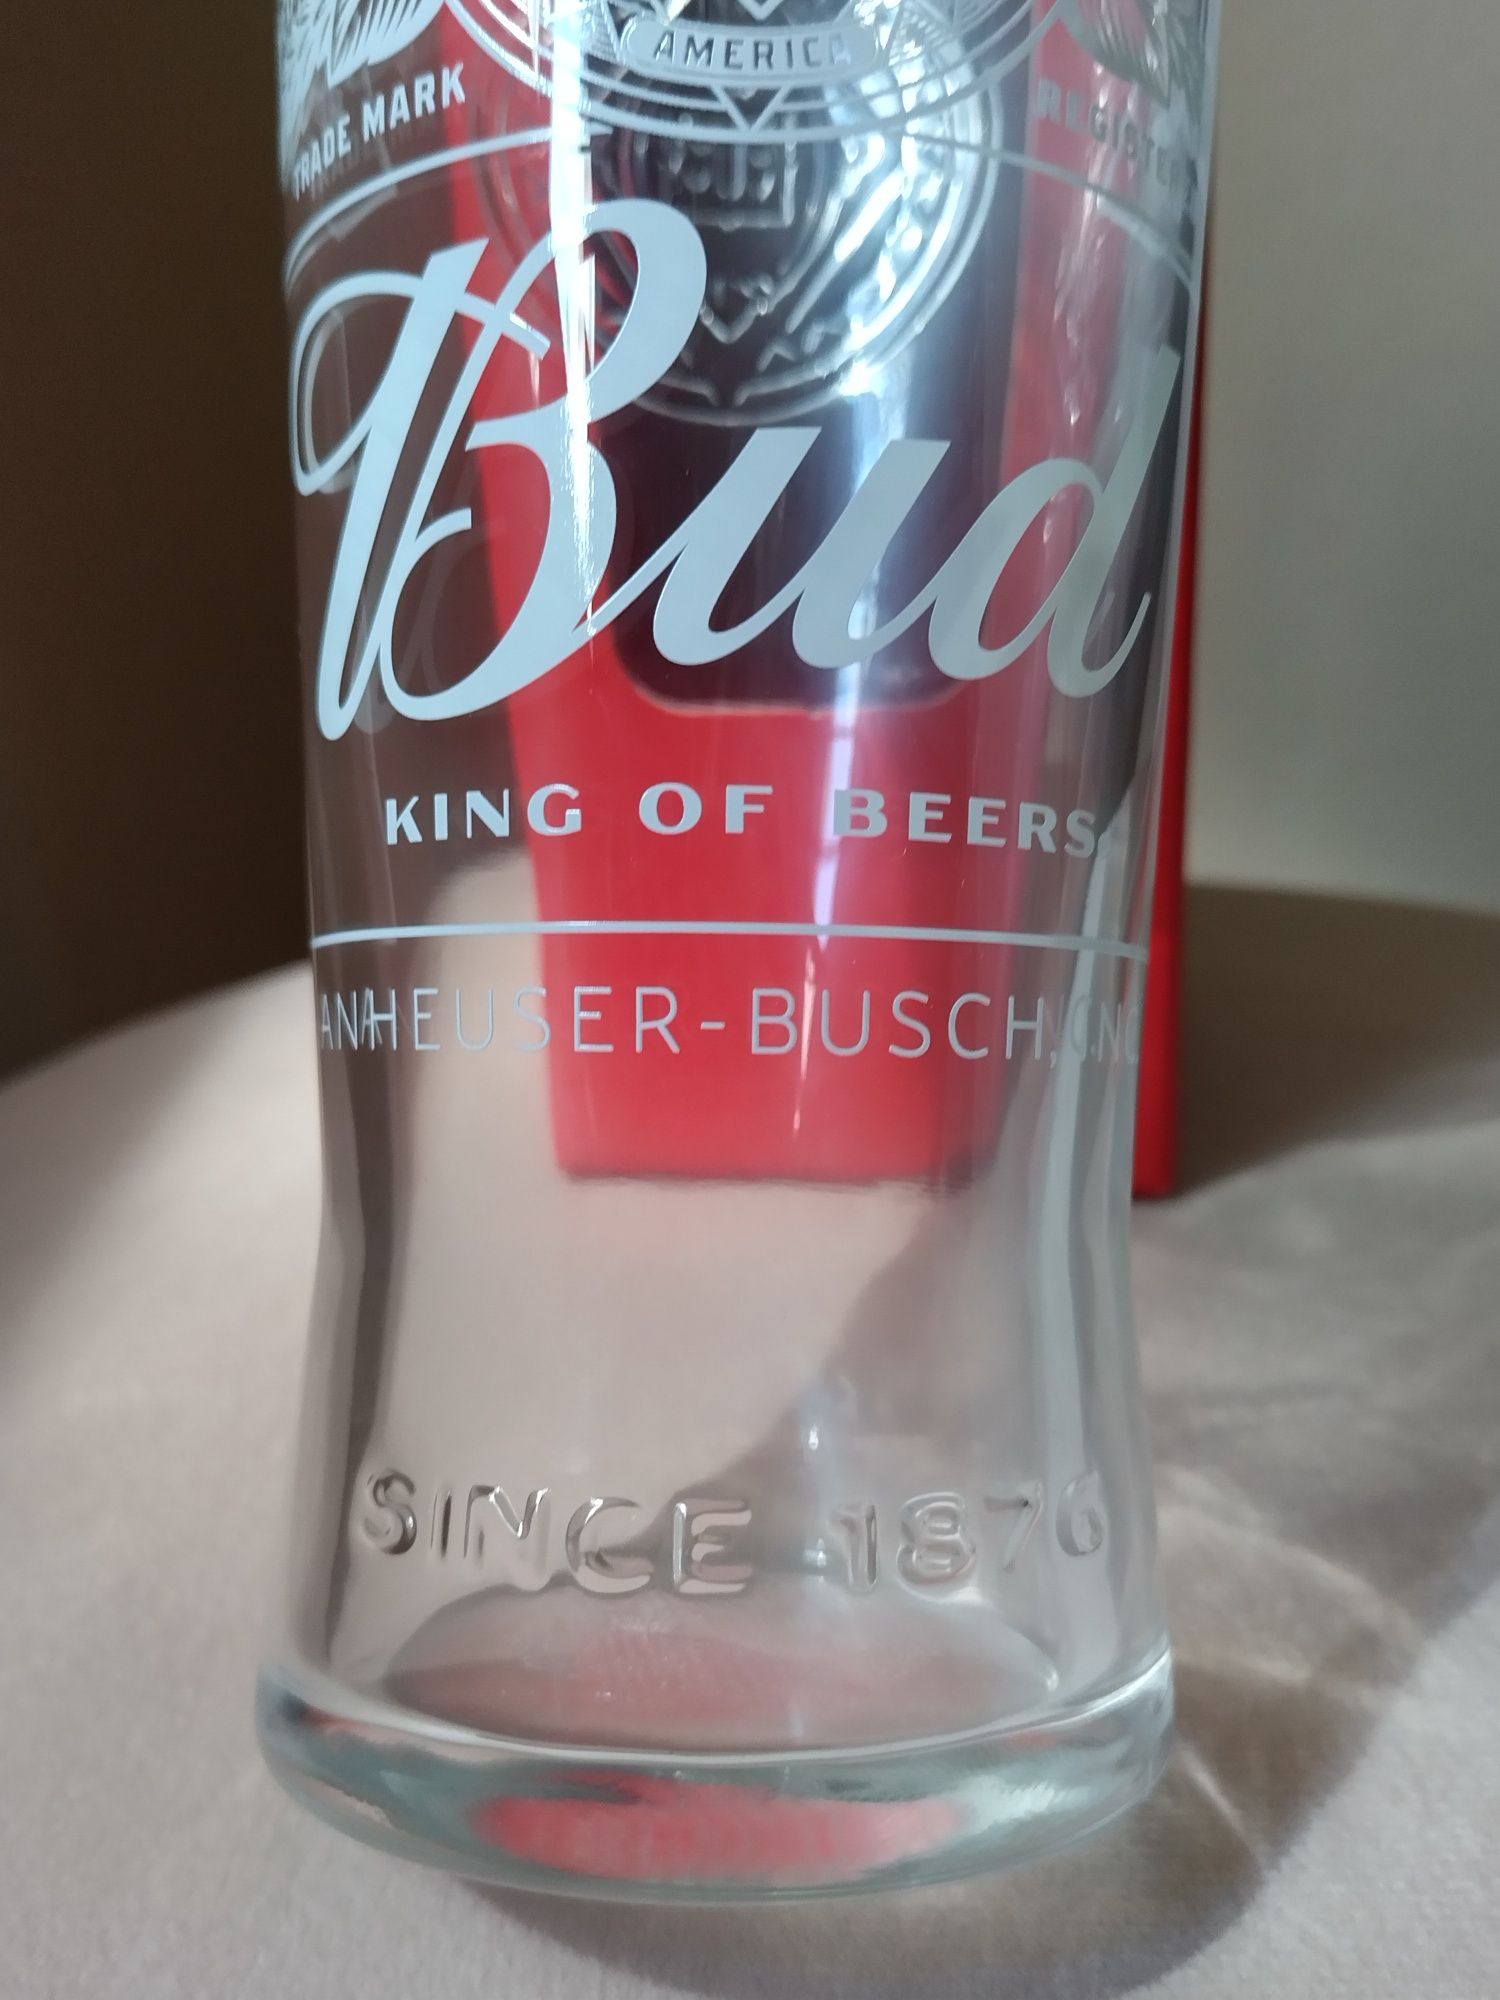 AMERICA
TRADE MARK
Bud
KING OF BEERS
ANHEUSER-BUSCH,
SINCE 1876